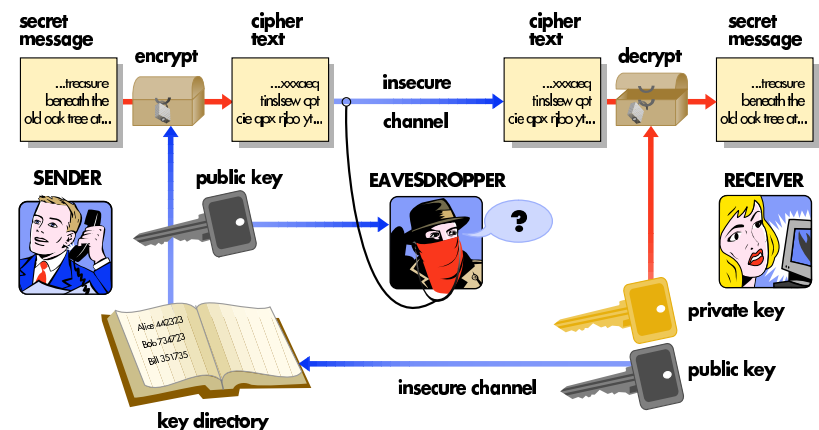 secret
message
encrypt
cipher
text
cipher
text
decrypt
secret
message
...treasure
beneath the
old oak tree at...
...xxxaeq
tinslsew cpt
cie qpx njbo yt...
insecure
channel
...xxxaeq
tinslsew cpt
cie qpx njbo yt...
...treasure
beneath the
old oak tree at...
SENDER
public key
EAVESDROPPER
?
RECEIVER
private key
Alice 442323
Bob 734723
Bill 351735
public key
insecure channel
key directory